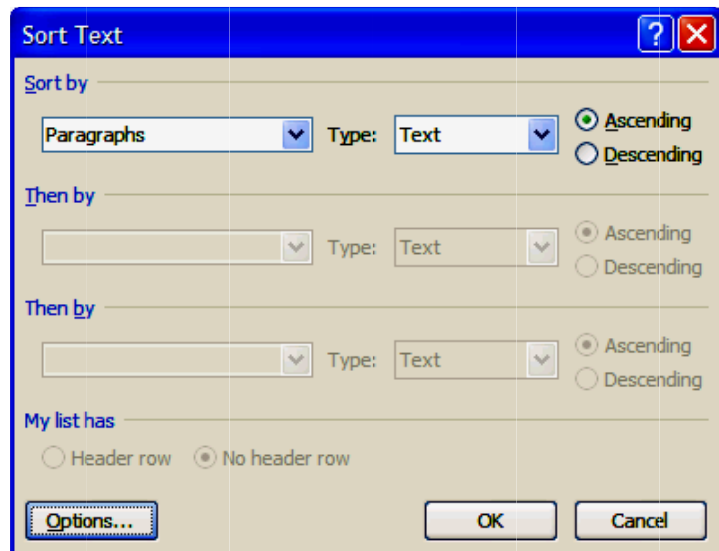 Sort Text
Sort by
Paragraphs Type: Text Ascending
Descending
Then by
Type: Text Ascending
Descending
Then by
Type: Text Ascending
Descending
My list has
Header row No header row
Options... OK Cancel